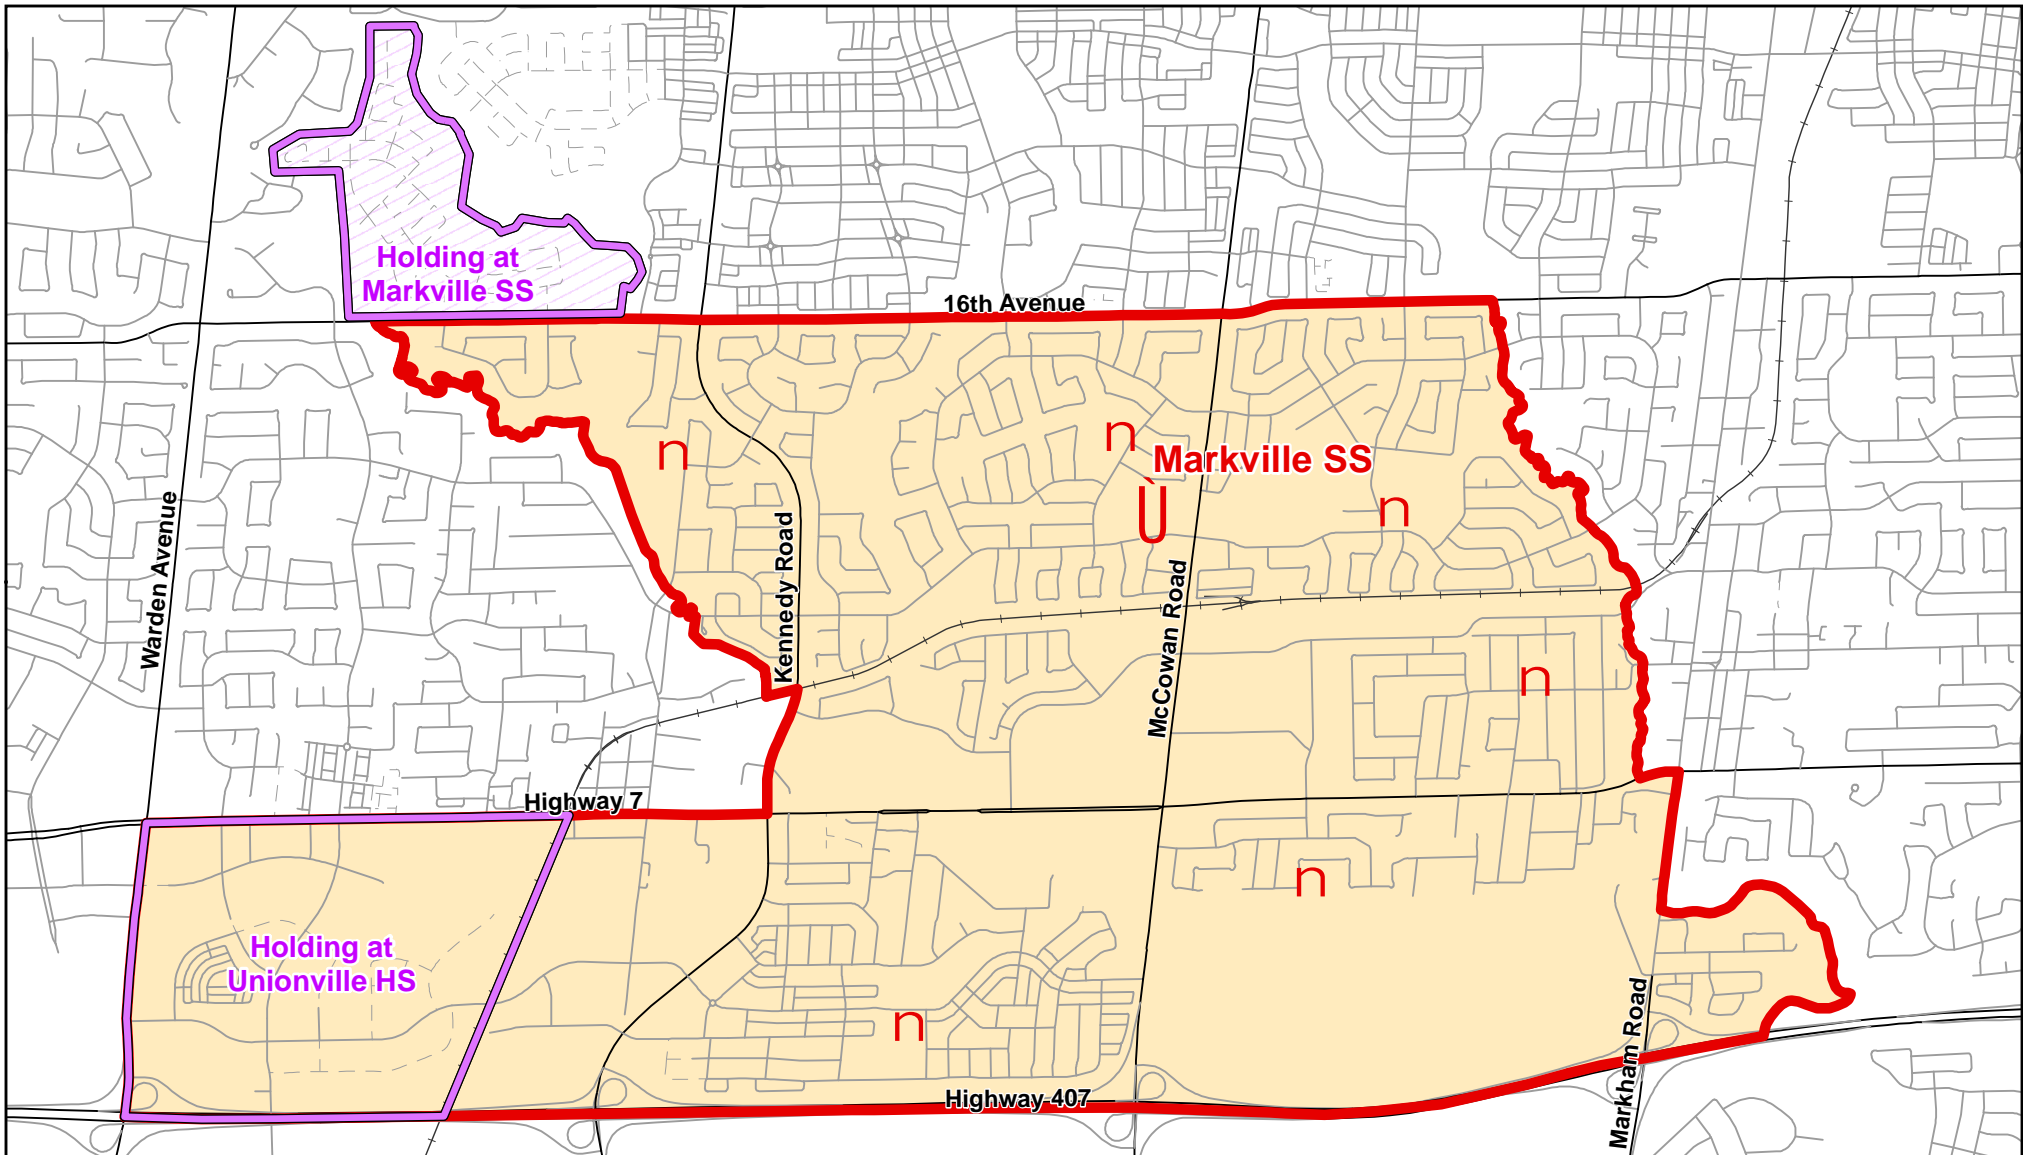 Holding at
Markville SS
16th Avenue
n
n
Markville SS
Ù
n
Warden Avenue
Kennedy Road
McCowan Road
n
Highway 7
n
Holding at
Unionville HS
n
Markham Road
Highway 407